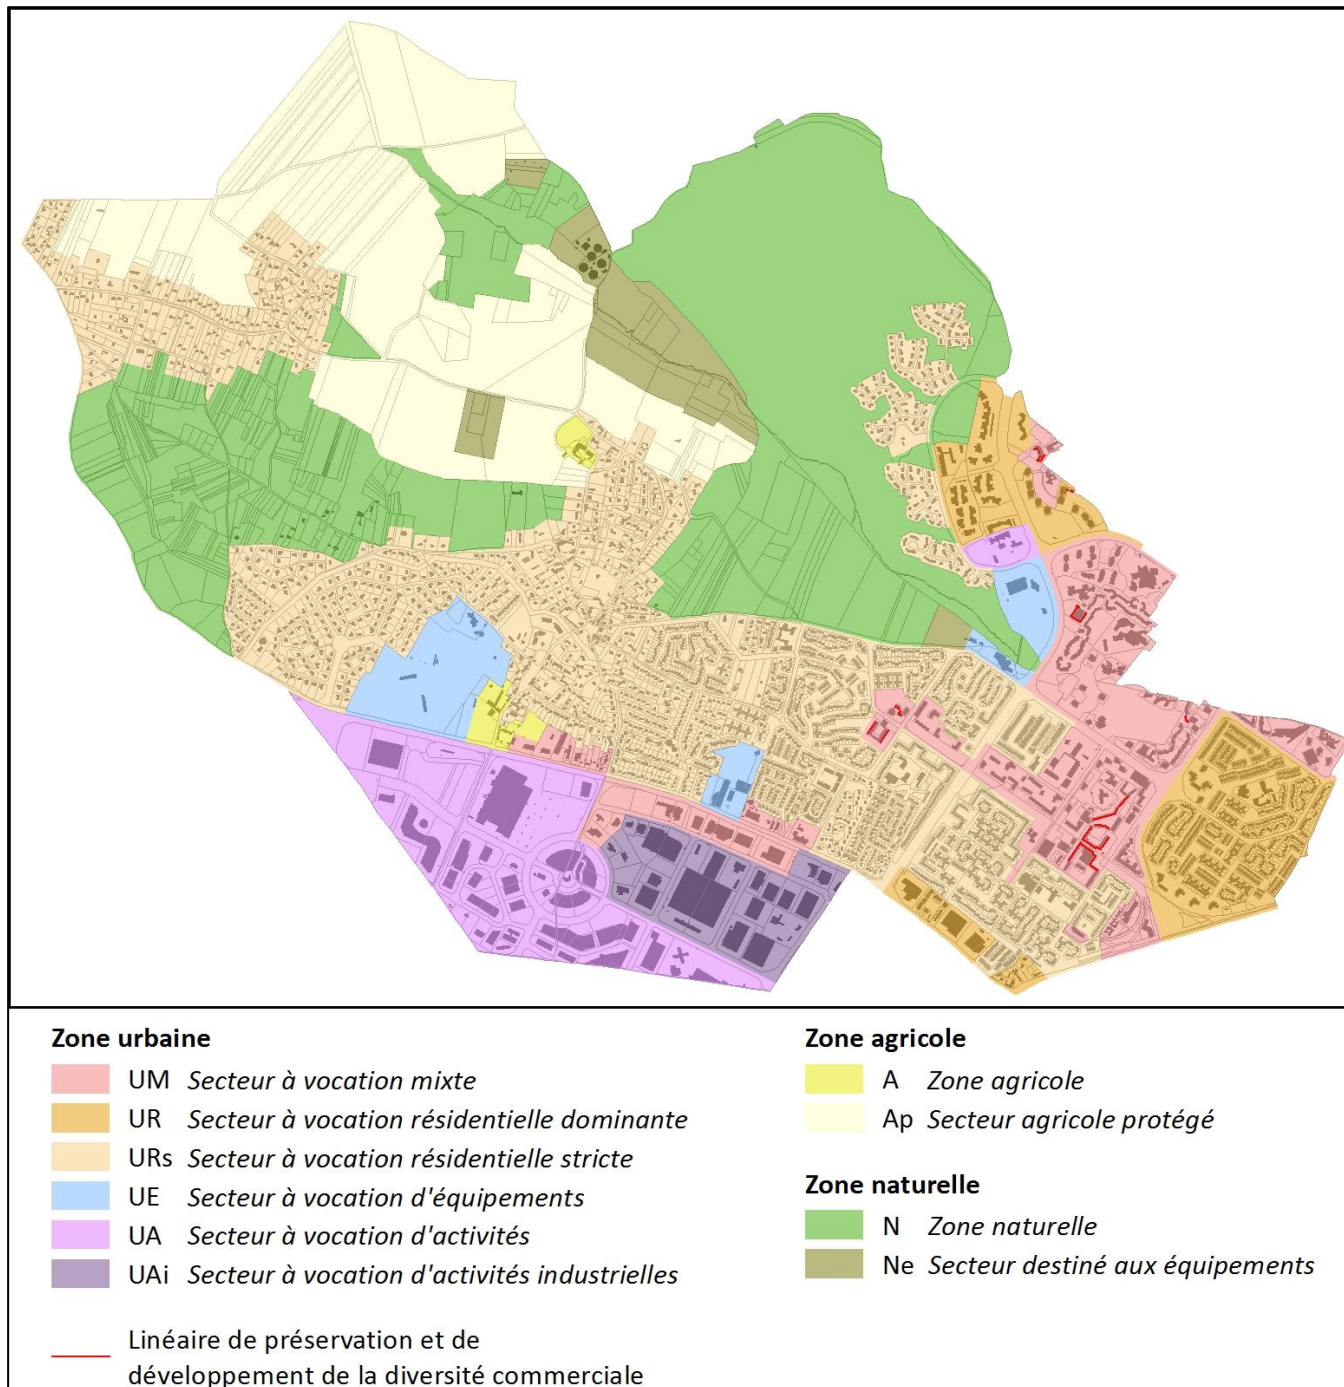 Zone urbaine
UM Secteur à vocation mixte
UR Secteur à vocation résidentielle dominante
URs Secteur à vocation résidentielle stricte
UE Secteur à vocation d'équipements
UA Secteur à vocation d'activités
UAi Secteur à vocation d'activités industrielles
Linéaire de préservation et de
développement de la diversité commerciale
Zone agricole
A Zone agricole
Ap Secteur agricole protégé
Zone naturelle
N Zone naturelle
Ne Secteur destiné aux équipements